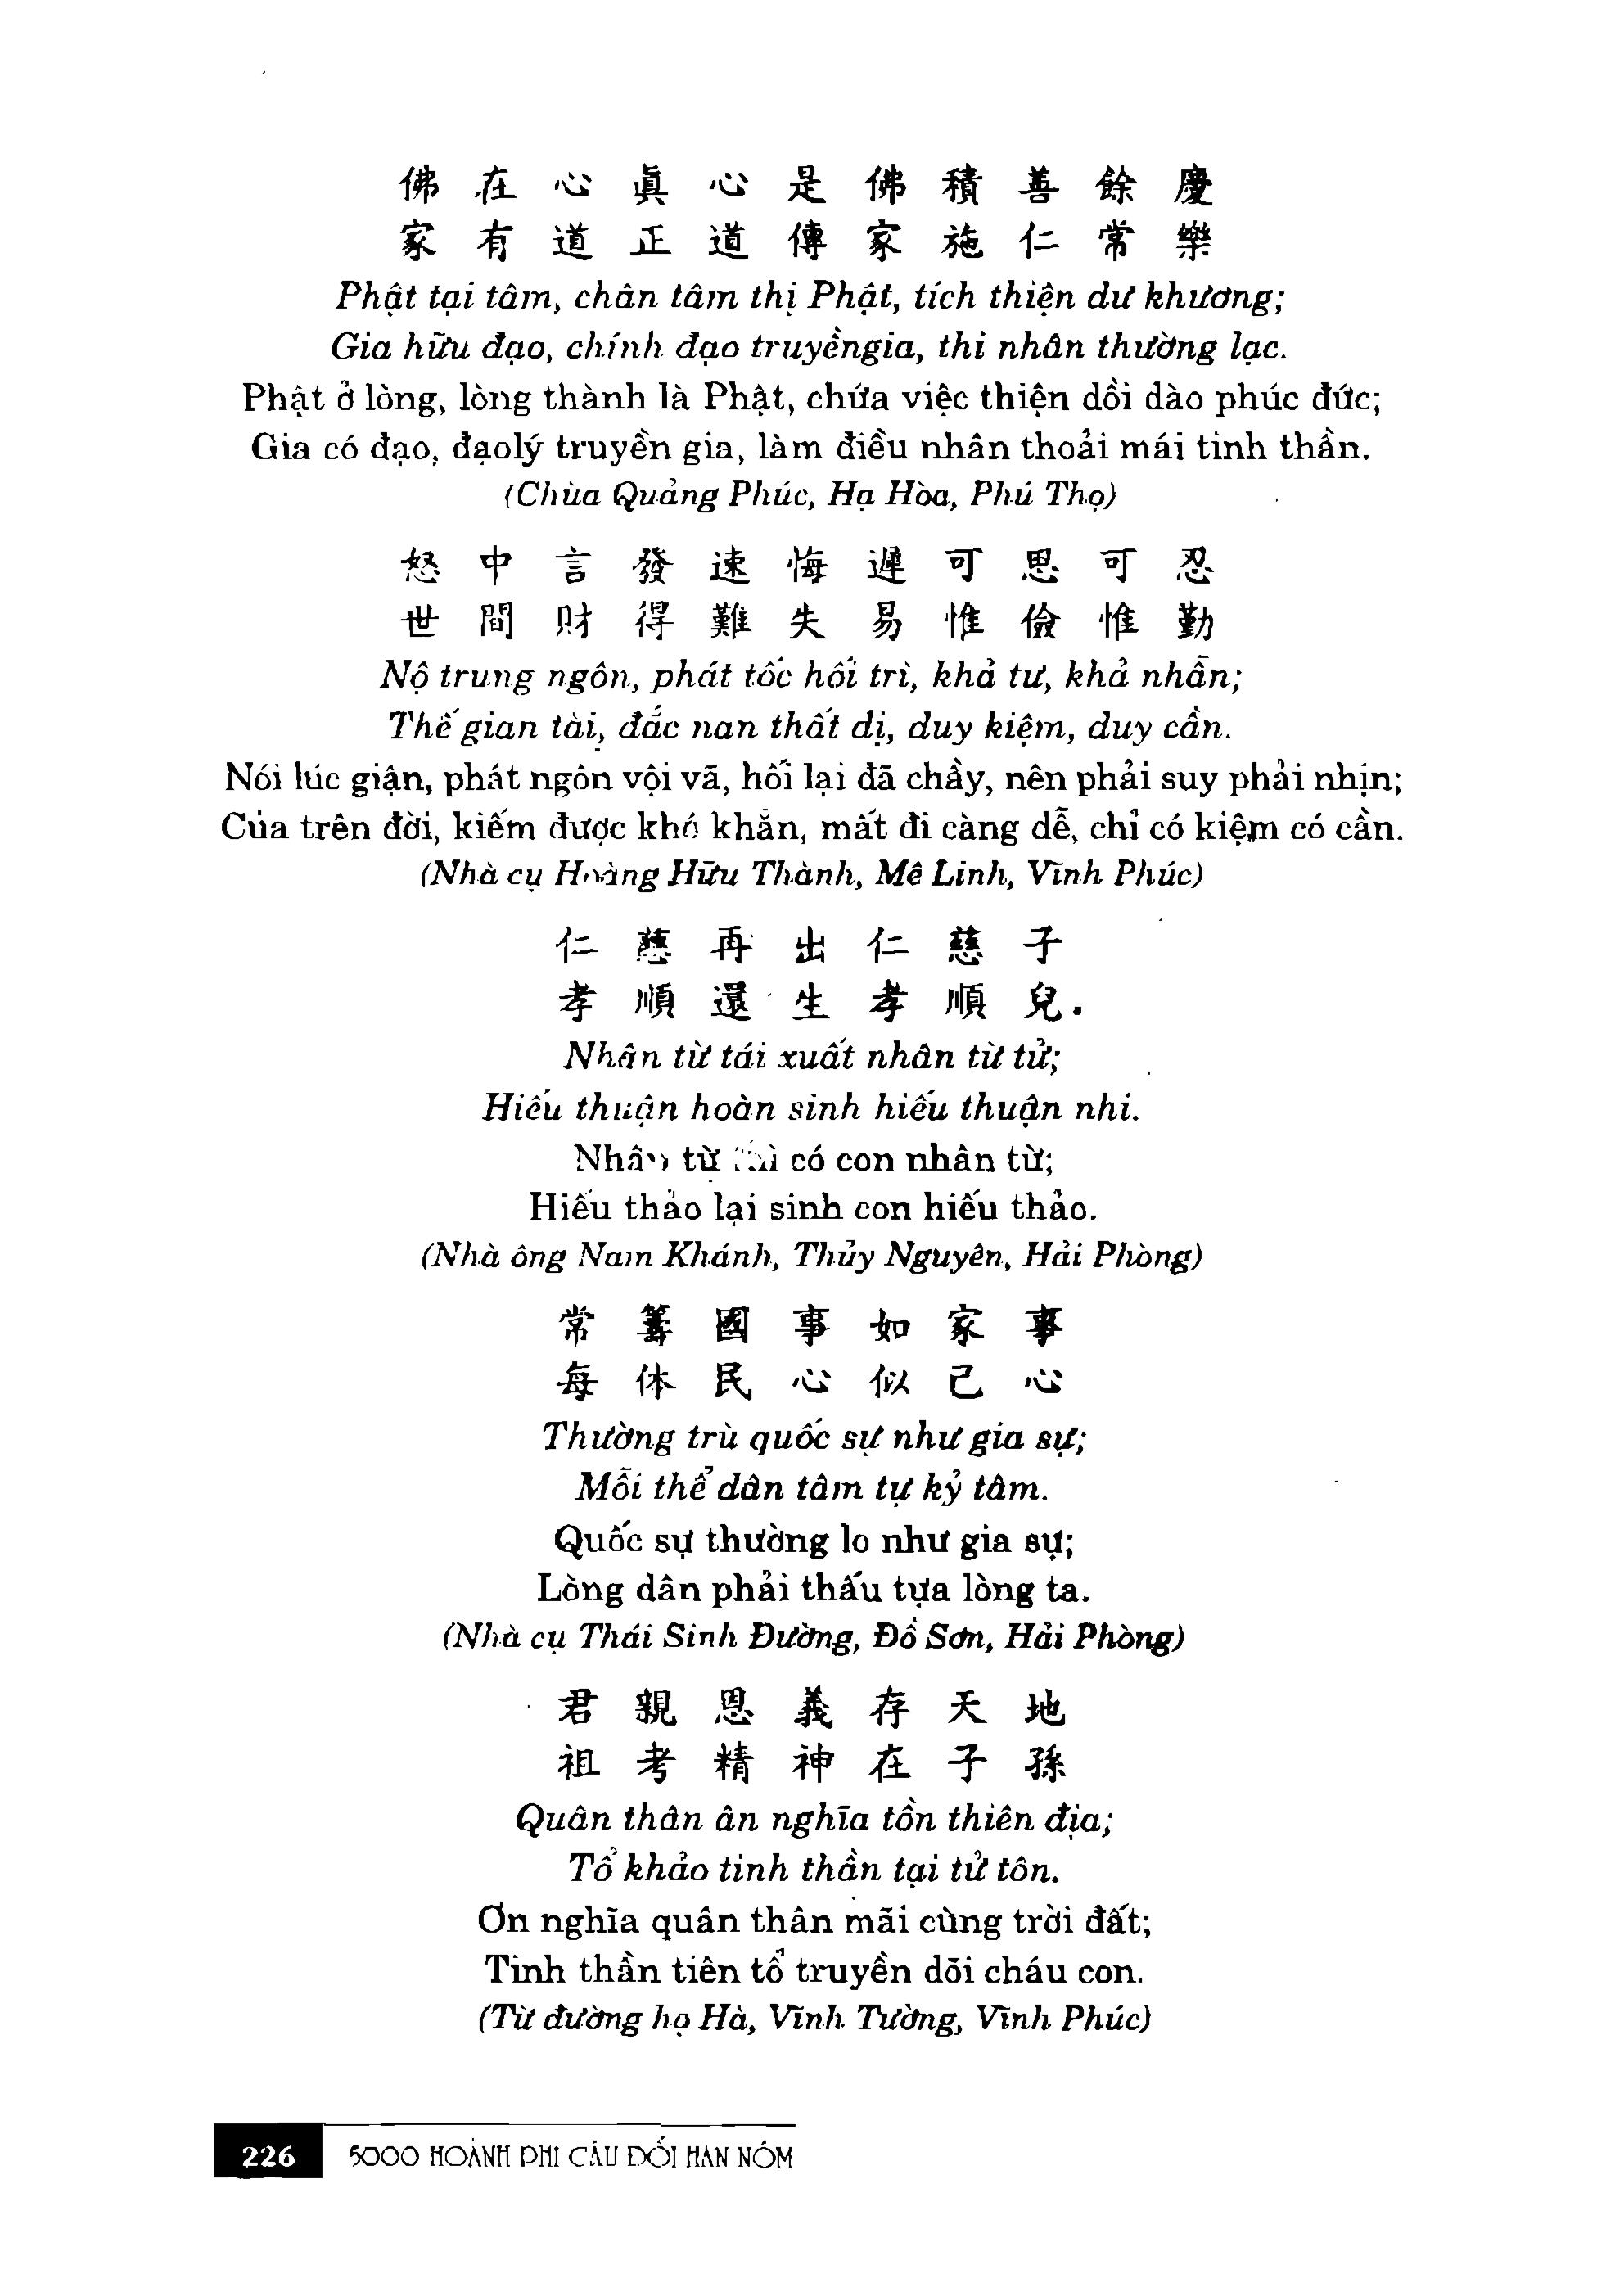 佛在心眞心是佛積善餘慶
家有道正道傳家施仁常樂
Phật tại tâm, chân tâm thị Phật, tích thiện dư khương;
Gia hữu đạo, chính đạo truyềngia, thi nhân thường lạc.
Phật ở lòng, lòng thành là Phật, chứa việc thiện dồi dào phúc đức;
Gia có đạo, đạolý truyền gia, làm điều nhân thoải mái tinh thần.
(Chùa Quảng Phúc, Hạ Hòa, Phú Thọ)
怒中言發速悔遲可思可忍
世間財得難失易惟儉惟勤
Nộ trung ngôn, phát tốc hối trì, khả tư, khả nhẫn;
Thế gian tài, đắc nan thất dị, duy kiệm, duy cần.
Nói lúc giận, phát ngôn vội vã, hối lại đã chầy, nên phải suy phải nhịn;
Của trên đời, kiếm được khó khăn, mất đi càng dễ, chỉ có kiệm có cần.
(Nhà cụ Hoàng Hữu Thành, Mê Linh, Vĩnh Phúc)
仁慈再出仁慈子
孝順還生孝順兒.
Nhân từ tái xuất nhân từ tử;
Hiếu thuận hoàn sinh hiếu thuận nhi.
Nhân từ thì có con nhân từ;
Hiếu thảo lại sinh con hiếu thảo.
(Nhà ông Nam Khánh, Thủy Nguyên, Hải Phòng)
常籌國事如家事
每体民心似己心
Thường trù quốc sự như gia sự;
Mỗi thể dân tâm tự kỷ tâm.
Quốc sự thường lo như gia sự;
Lòng dân phải thấu tựa lòng ta.
(Nhà cụ Thái Sinh Đường, Đồ Sơn, Hải Phòng)
君親恩義存天地
祖考精神在子孫
Quân thân ân nghĩa tồn thiên địa;
Tổ khảo tinh thần tại tử tôn.
Ơn nghĩa quân thân mãi cùng trời đất;
Tinh thần tiên tổ truyền dõi cháu con.
(Từ đường họ Hà, Vĩnh Tường, Vĩnh Phúc)
226 5000 HOÀNH PHI CÂU ĐỐI HÁN NÔM